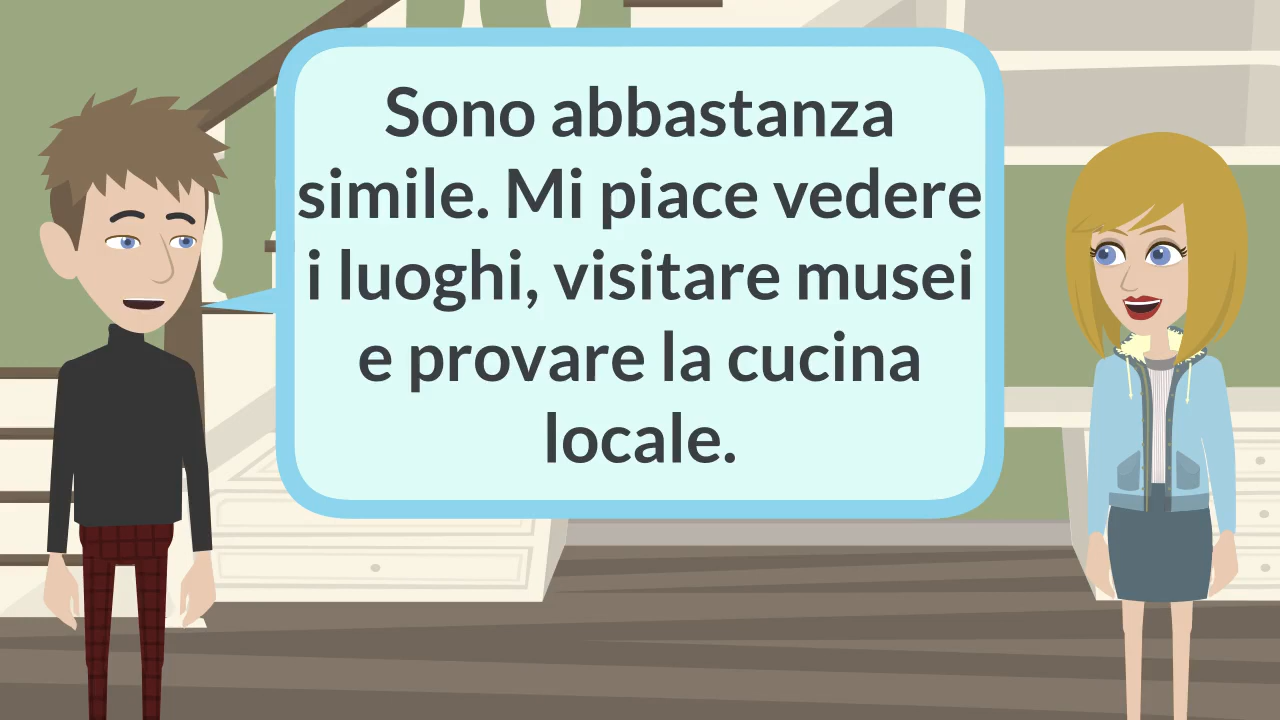 Sono abbastanza
simile. Mi piace vedere
i luoghi, visitare musei
e provare la cucina
locale.